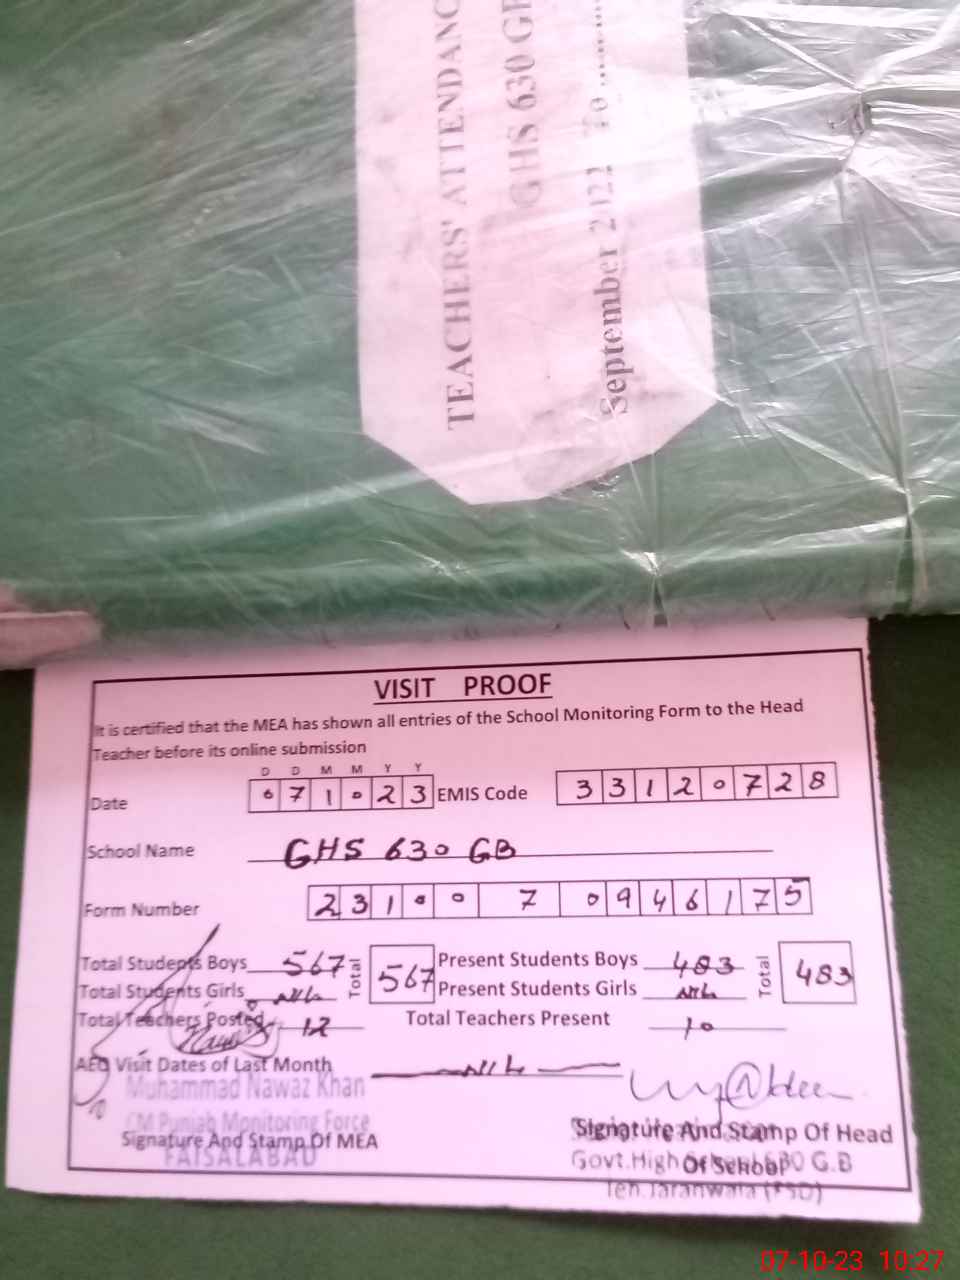 TEACHERS' ATTENDANC
GHS 630 G
September 2022 To
VISIT PROOF
It is certified that the MEA has shown all entries of the School Monitoring Form to the Head
Teacher before its online submission
D D M M Y Y
Date 0 7 1 0 2 3 EMIS Code 3 3 1 2 0 7 2 8
School Name GHS 630 GB
Form Number 2 3 1 0 0 7 0 9 4 6 1 7 5
Total Students Boys 567 Total 567 Present Students Boys 483 Total 483
Total Students Girls NIL Present Students Girls NIL
Total Teachers Posted 12 Total Teachers Present 10
AEO Visit Dates of Last Month NIL
Muhammad Nawaz Khan
CM Punjab Monitoring Force
Signature And Stamp Of MEA
FAISALABAD
Signature And Stamp Of Head
Of School
Govt.High School 630 G.B
Teh.Jaranwala (FSD)
07-10-23 10:27